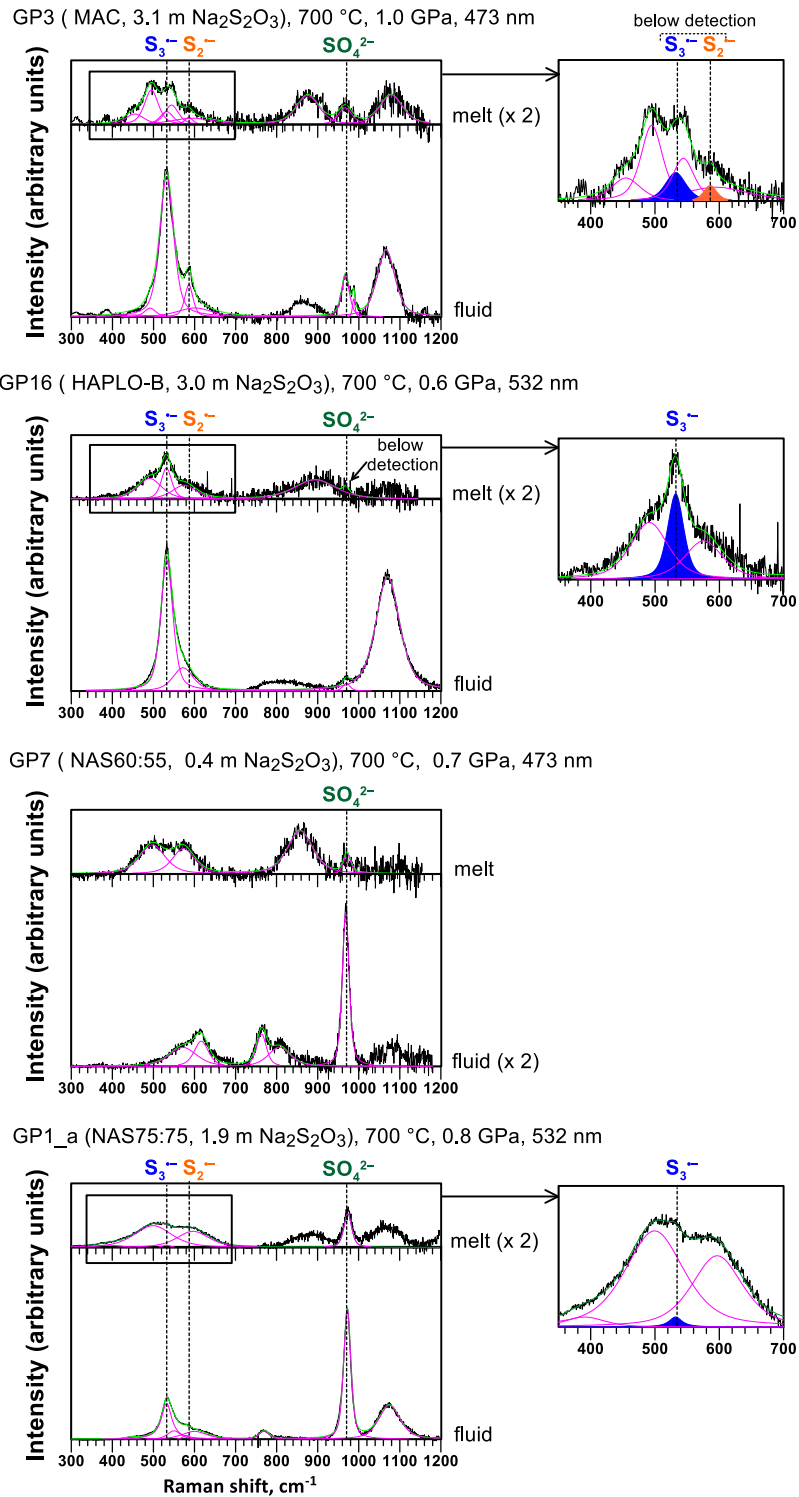 GP3 ( MAC, 3.1 m Na₂S₂O₃), 700 °C, 1.0 GPa, 473 nm
below detection
S₃•– S₂•– SO₄²–
S₃•– S₂•–
melt (x 2)
fluid
Intensity (arbitrary units)
400 500 600 700
300 400 500 600 700 800 900 1000 1100 1200
GP16 ( HAPLO-B, 3.0 m Na₂S₂O₃), 700 °C, 0.6 GPa, 532 nm
S₃•– S₂•– SO₄²–
S₃•–
below
detection
melt (x 2)
fluid
Intensity (arbitrary units)
400 500 600 700
300 400 500 600 700 800 900 1000 1100 1200
GP7 ( NAS60:55, 0.4 m Na₂S₂O₃), 700 °C, 0.7 GPa, 473 nm
SO₄²–
melt
fluid (x 2)
Intensity (arbitrary units)
300 400 500 600 700 800 900 1000 1100 1200
GP1_a (NAS75:75, 1.9 m Na₂S₂O₃), 700 °C, 0.8 GPa, 532 nm
S₃•– S₂•– SO₄²–
S₃•–
melt (x 2)
fluid
Intensity (arbitrary units)
400 500 600 700
300 400 500 600 700 800 900 1000 1100 1200
Raman shift, cm⁻¹